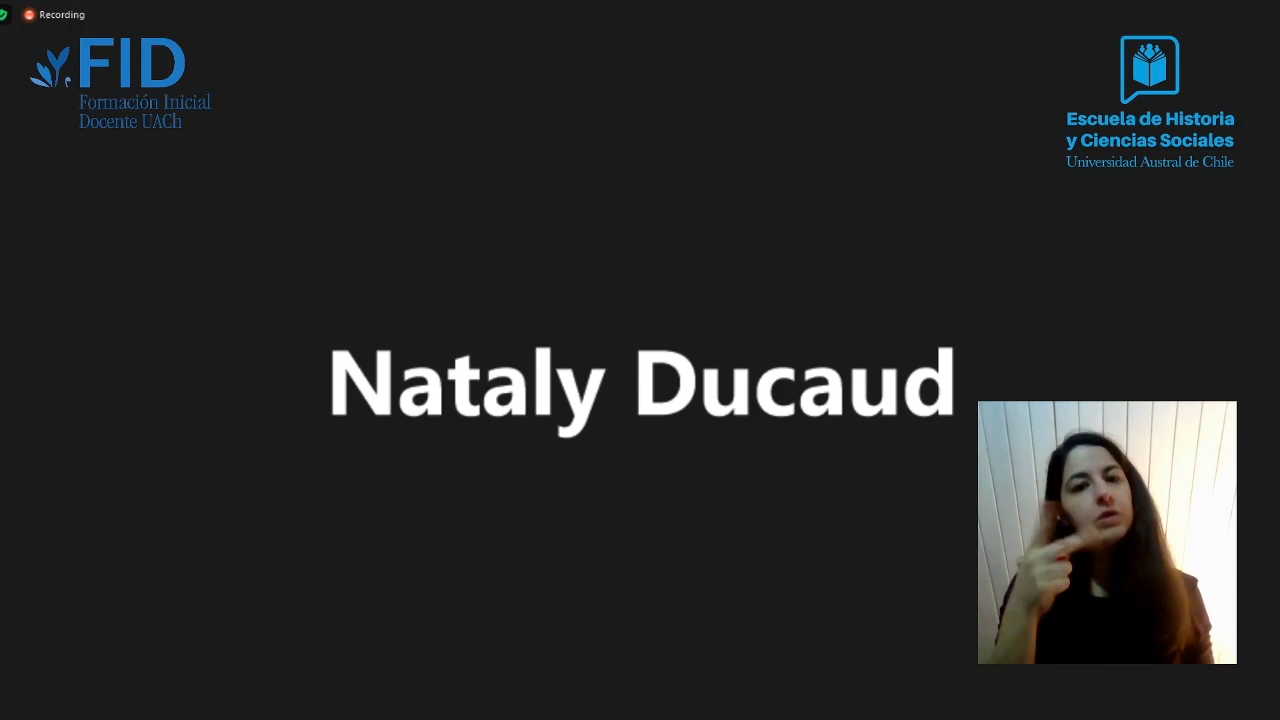 Recording
FID
Formación Inicial
Docente UACh
Escuela de Historia
y Ciencias Sociales
Universidad Austral de Chile
Nataly Ducaud